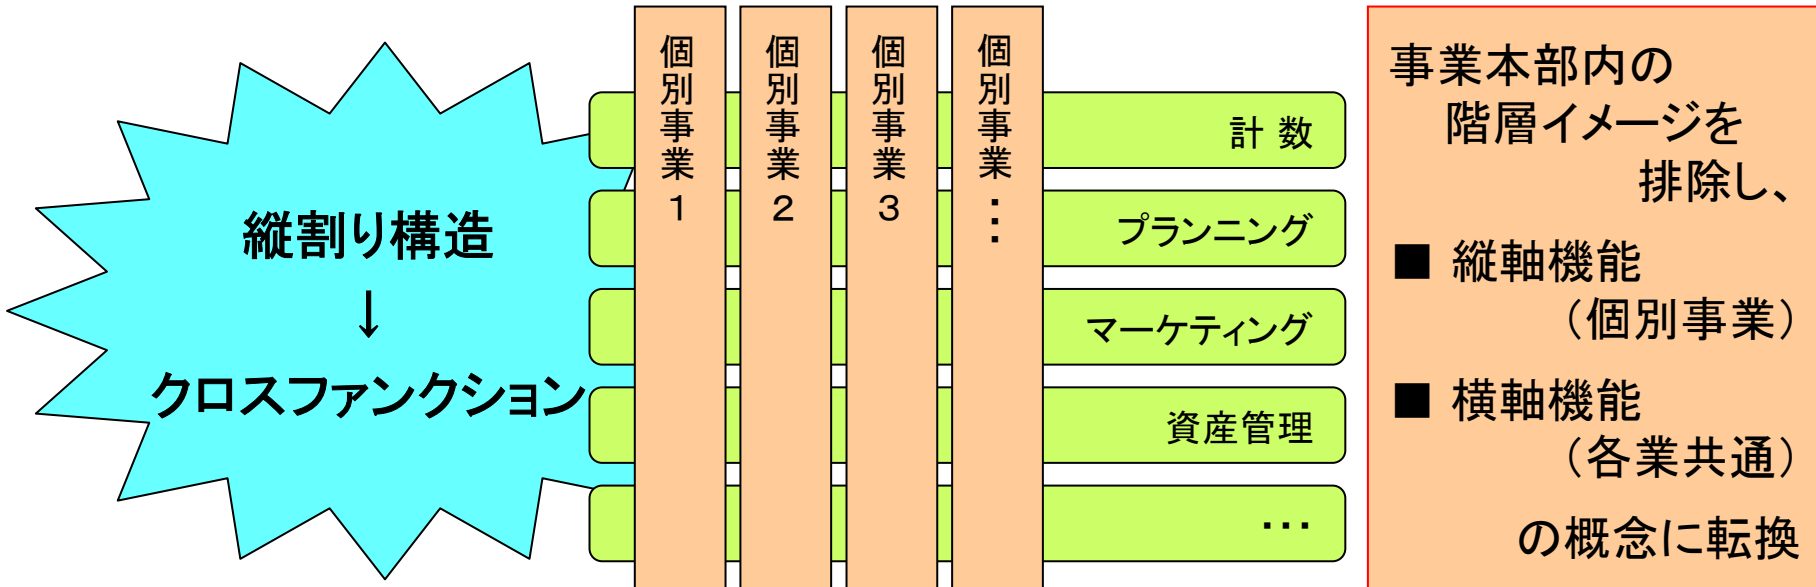 縦割り構造
↓
クロスファンクション
個別事業1
個別事業2
個別事業3
個別事業…
計 数
プランニング
マーケティング
資産管理
…
事業本部内の
階層イメージを
排除し、
■ 縦軸機能
（個別事業）
■ 横軸機能
（各業共通）
の概念に転換